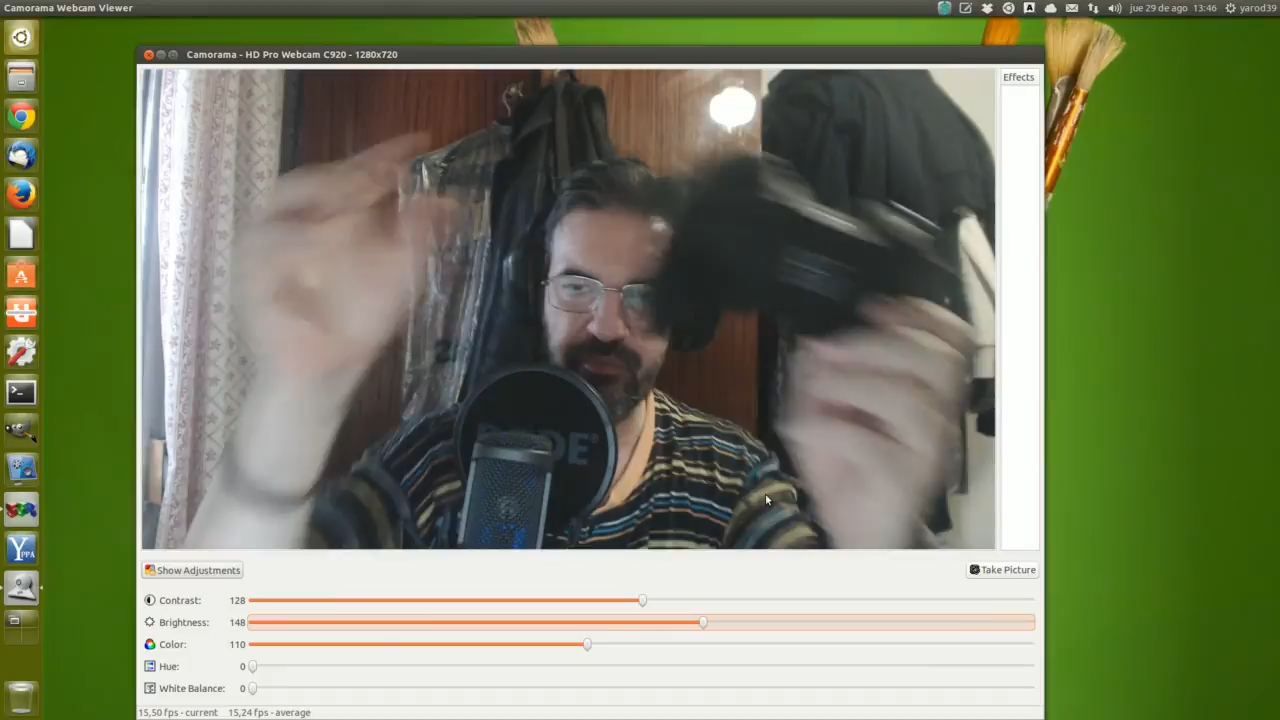 Camorama Webcam Viewer
A
jue 29 de ago
13:46
yarod39
Camorama - HD Pro Webcam C920 - 1280x720
Effects
Show Adjustments
Take Picture
Contrast: 128
Brightness: 148
Color: 110
Hue: 0
White Balance: 0
15,50 fps - current 15,24 fps - average
YPPA